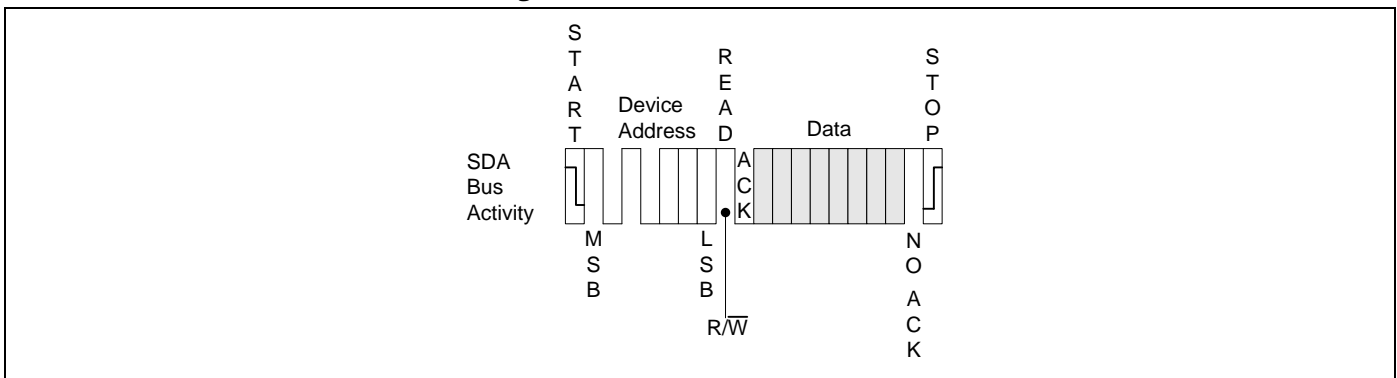 START
READ
STOP
Device
Address
Data
SDA
Bus
Activity
ACK
MSB
LSB
NO ACK
R/W̅